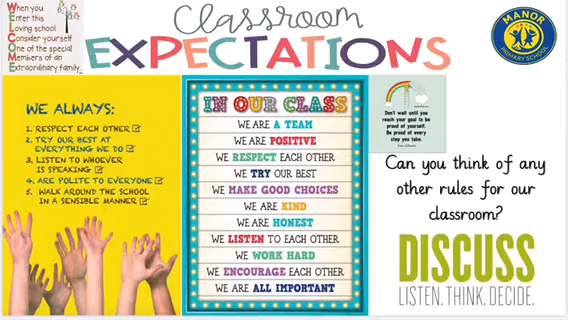 When you
Enter this
Loving school
Consider yourself
One of the special
Members of an
Extraordinary family
Classroom
EXPECTATIONS
MANOR
PRIMARY SCHOOL
WE ALWAYS:
1. RESPECT EACH OTHER
2. TRY OUR BEST AT
EVERYTHING WE DO
3. LISTEN TO WHOEVER
IS SPEAKING
4. ARE POLITE TO EVERYONE
5. WALK AROUND THE SCHOOL
IN A SENSIBLE MANNER
IN OUR CLASS
WE ARE A TEAM
WE ARE POSITIVE
WE RESPECT EACH OTHER
WE TRY OUR BEST
WE MAKE GOOD CHOICES
WE ARE KIND
WE ARE HONEST
WE LISTEN TO EACH OTHER
WE WORK HARD
WE ENCOURAGE EACH OTHER
WE ARE ALL IMPORTANT
Don't wait until you
reach your goal to be
proud of yourself.
Be proud of every
step you take.
Can you think of any
other rules for our
classroom?
DISCUSS
LISTEN. THINK. DECIDE.